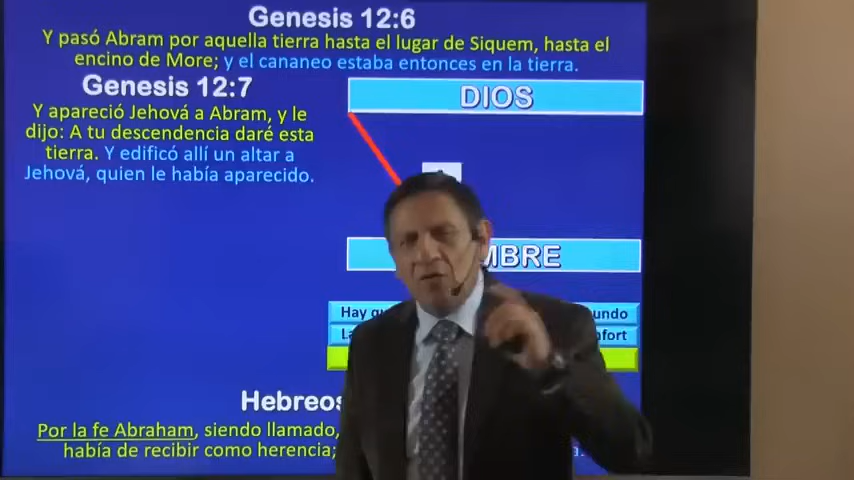 Genesis 12:6
Y pasó Abram por aquella tierra hasta el lugar de Siquem, hasta el
encino de More; y el cananeo estaba entonces en la tierra.
Genesis 12:7
Y apareció Jehová a Abram, y le
dijo: A tu descendencia daré esta
tierra. Y edificó allí un altar a
Jehová, quien le había aparecido.
DIOS
MBRE
Hay
undo
La
nfort
Hebreos
Por la fe Abraham, siendo llamado,
había de recibir como herencia;